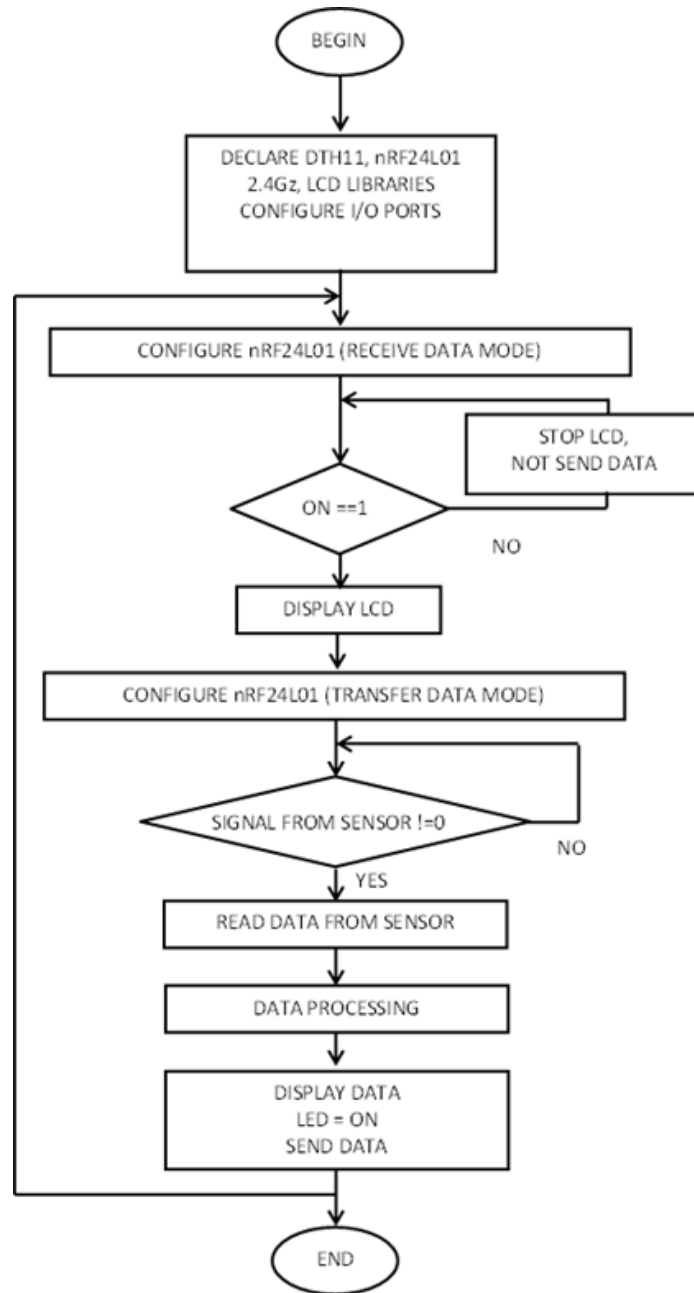 BEGIN
DECLARE DTH11, nRF24L01
2.4Gz, LCD LIBRARIES
CONFIGURE I/O PORTS
CONFIGURE nRF24L01 (RECEIVE DATA MODE)
STOP LCD,
NOT SEND DATA
ON ==1
NO
DISPLAY LCD
CONFIGURE nRF24L01 (TRANSFER DATA MODE)
SIGNAL FROM SENSOR !=0
NO
YES
READ DATA FROM SENSOR
DATA PROCESSING
DISPLAY DATA
LED = ON
SEND DATA
END